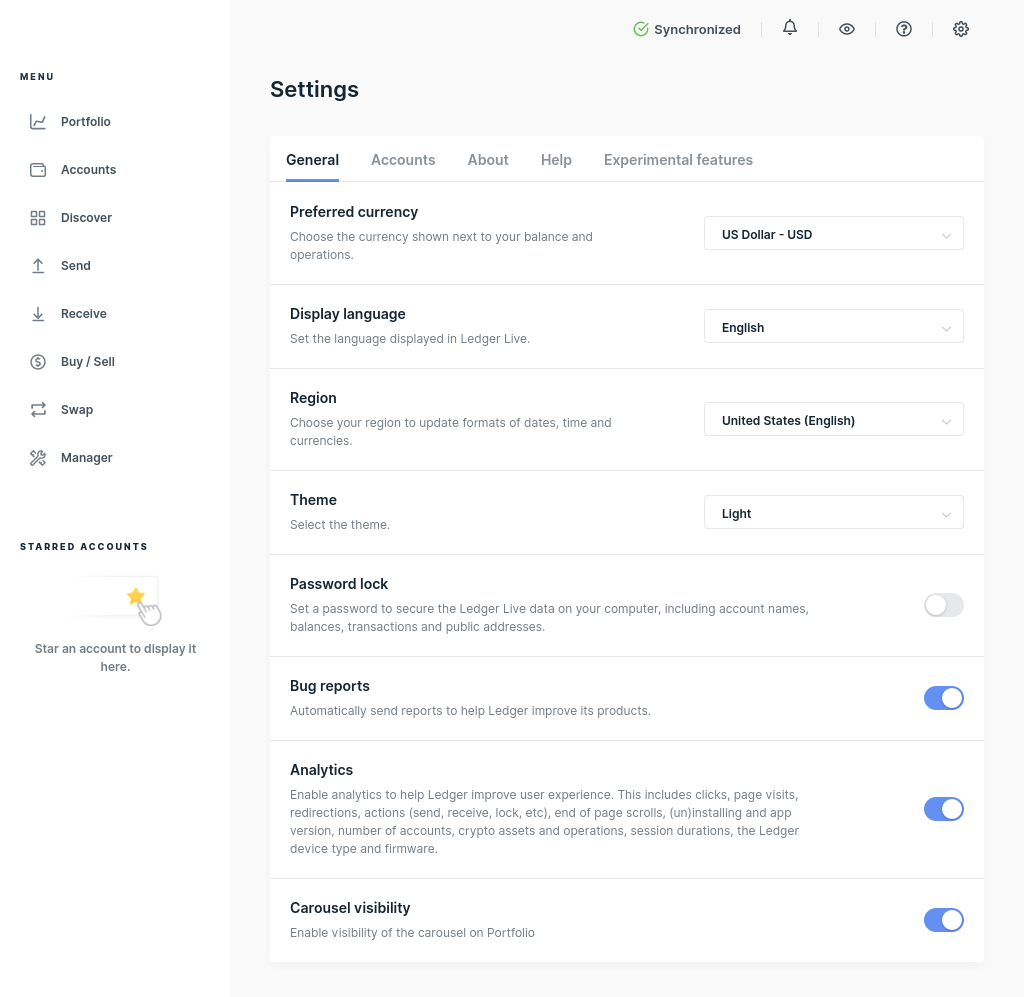 Synchronized
MENU
Portfolio
Accounts
Discover
Send
Receive
Buy / Sell
Swap
Manager
STARRED ACCOUNTS
Star an account to display it
here.
Settings
General Accounts About Help Experimental features
Preferred currency
Choose the currency shown next to your balance and
operations.
US Dollar - USD
Display language
Set the language displayed in Ledger Live.
English
Region
Choose your region to update formats of dates, time and
currencies.
United States (English)
Theme
Select the theme.
Light
Password lock
Set a password to secure the Ledger Live data on your computer, including account names,
balances, transactions and public addresses.
Bug reports
Automatically send reports to help Ledger improve its products.
Analytics
Enable analytics to help Ledger improve user experience. This includes clicks, page visits,
redirections, actions (send, receive, lock, etc), end of page scrolls, (un)installing and app
version, number of accounts, crypto assets and operations, session durations, the Ledger
device type and firmware.
Carousel visibility
Enable visibility of the carousel on Portfolio